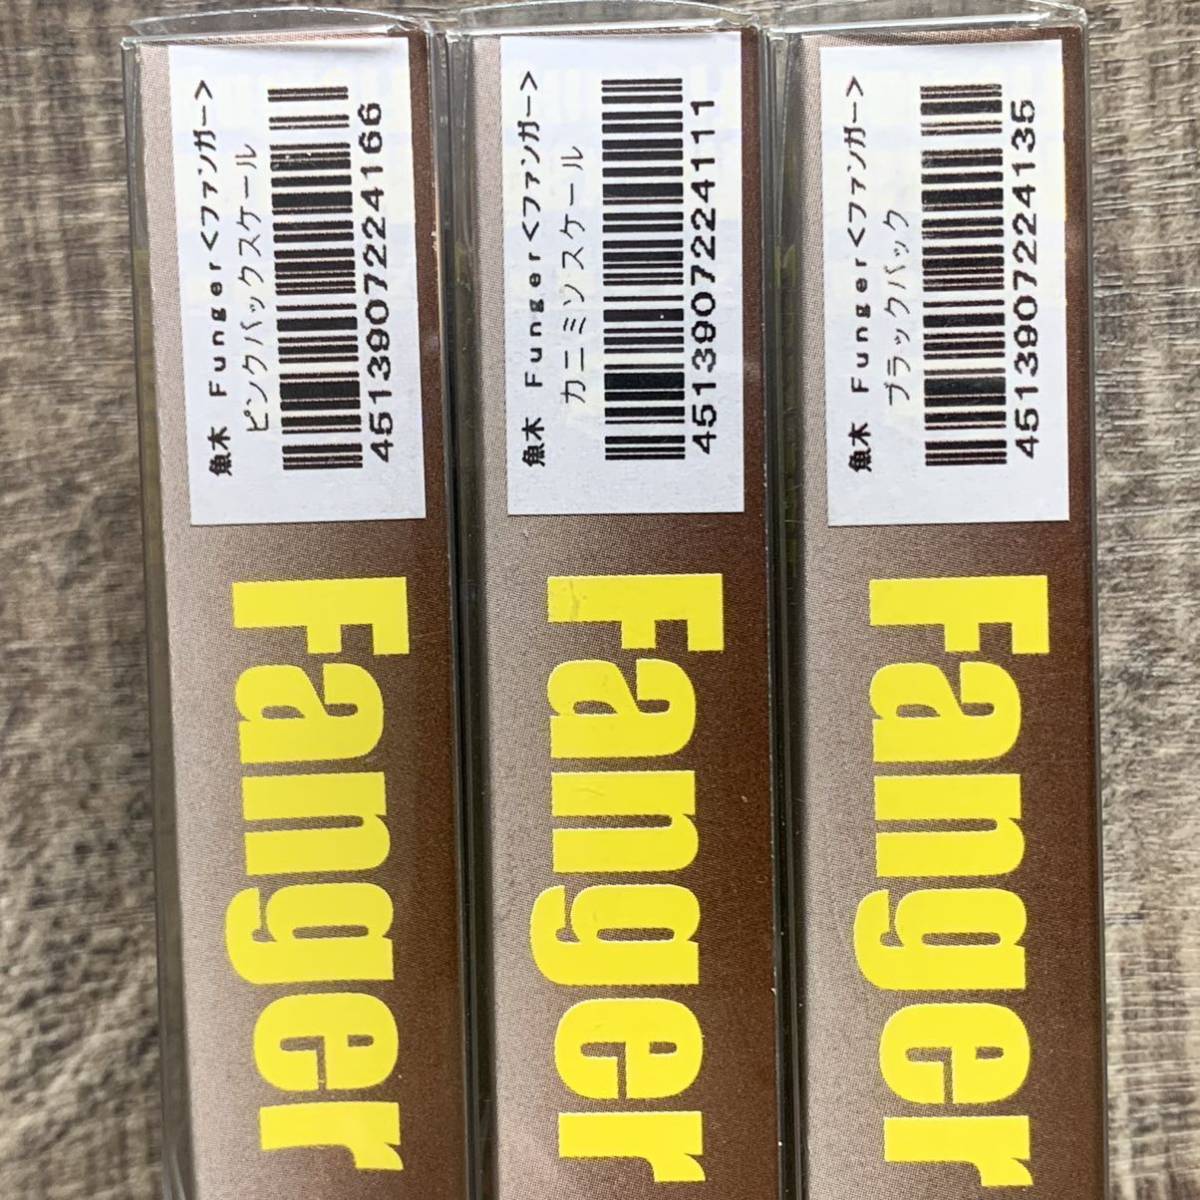 魚木 Funger<ファンガー>
ピンクバックスケール
4513907224166
Fanger
魚木 Funger<ファンガー>
カニミソスケール
4513907224111
Fanger
魚木 Funger<ファンガー>
ブラックバック
4513907224135
Fanger